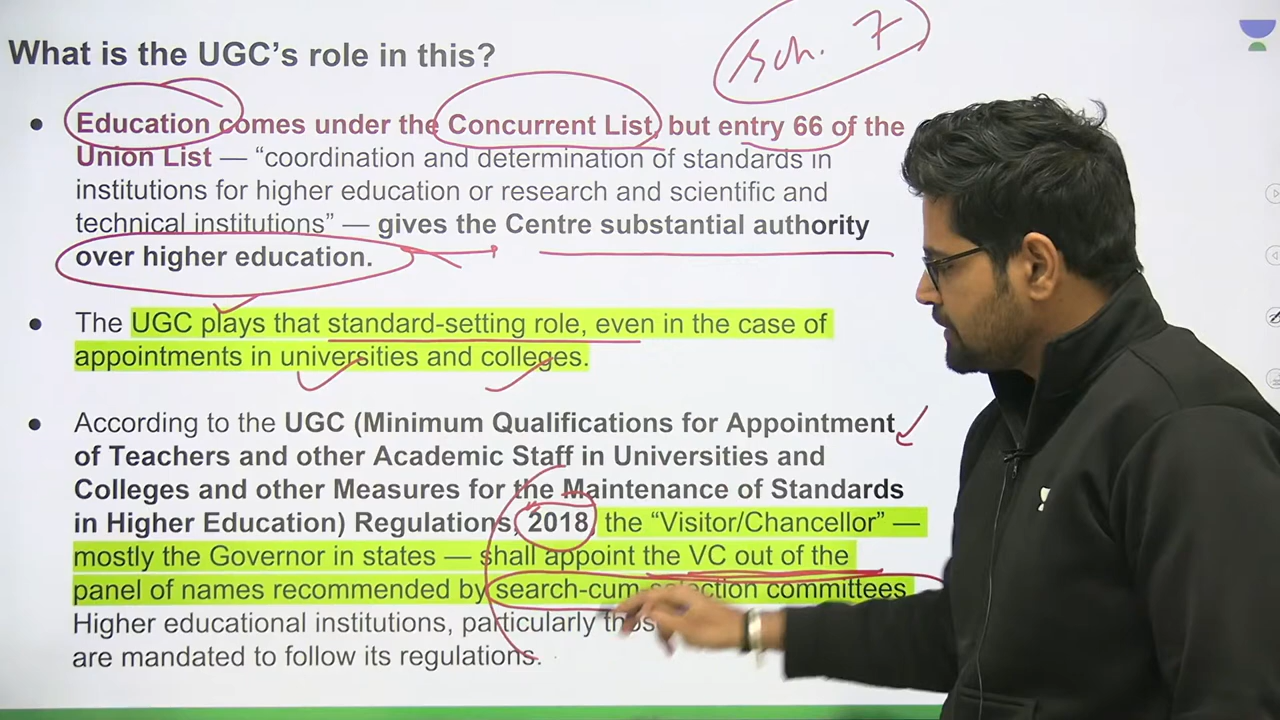 Sch. 7
What is the UGC's role in this?
• Education comes under the Concurrent List, but entry 66 of the
Union List — “coordination and determination of standards in
institutions for higher education or research and scientific and
technical institutions” — gives the Centre substantial authority
over higher education.
• The UGC plays that standard-setting role, even in the case of
appointments in universities and colleges.
• According to the UGC (Minimum Qualifications for Appointment
of Teachers and other Academic Staff in Universities and
Colleges and other Measures for the Maintenance of Standards
in Higher Education) Regulations, 2018, the “Visitor/Chancellor” —
mostly the Governor in states — shall appoint the VC out of the
panel of names recommended by search-cum-selection committees.
Higher educational institutions, particularly
are mandated to follow its regulations.